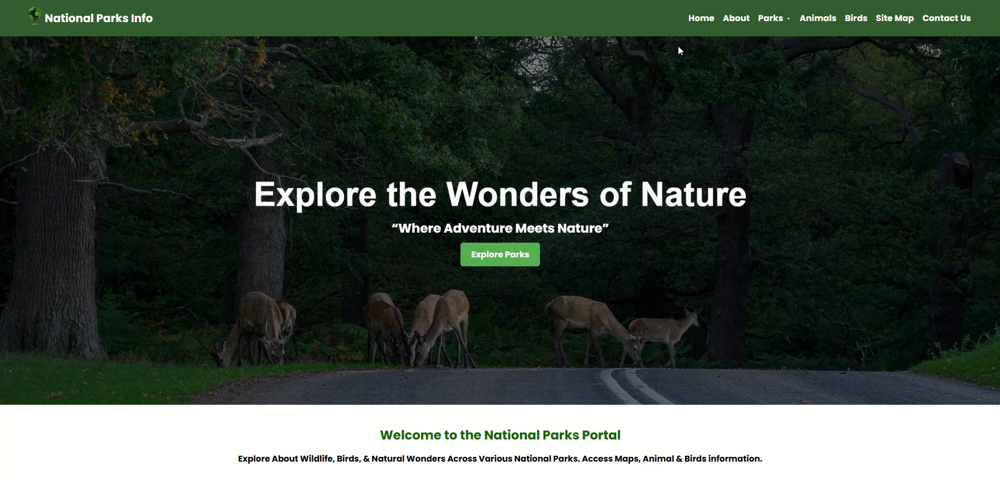 National Parks Info
Home About Parks Animals Birds Site Map Contact Us
Explore the Wonders of Nature
“Where Adventure Meets Nature”
Explore Parks
Welcome to the National Parks Portal
Explore About Wildlife, Birds, & Natural Wonders Across Various National Parks. Access Maps, Animal & Birds information.